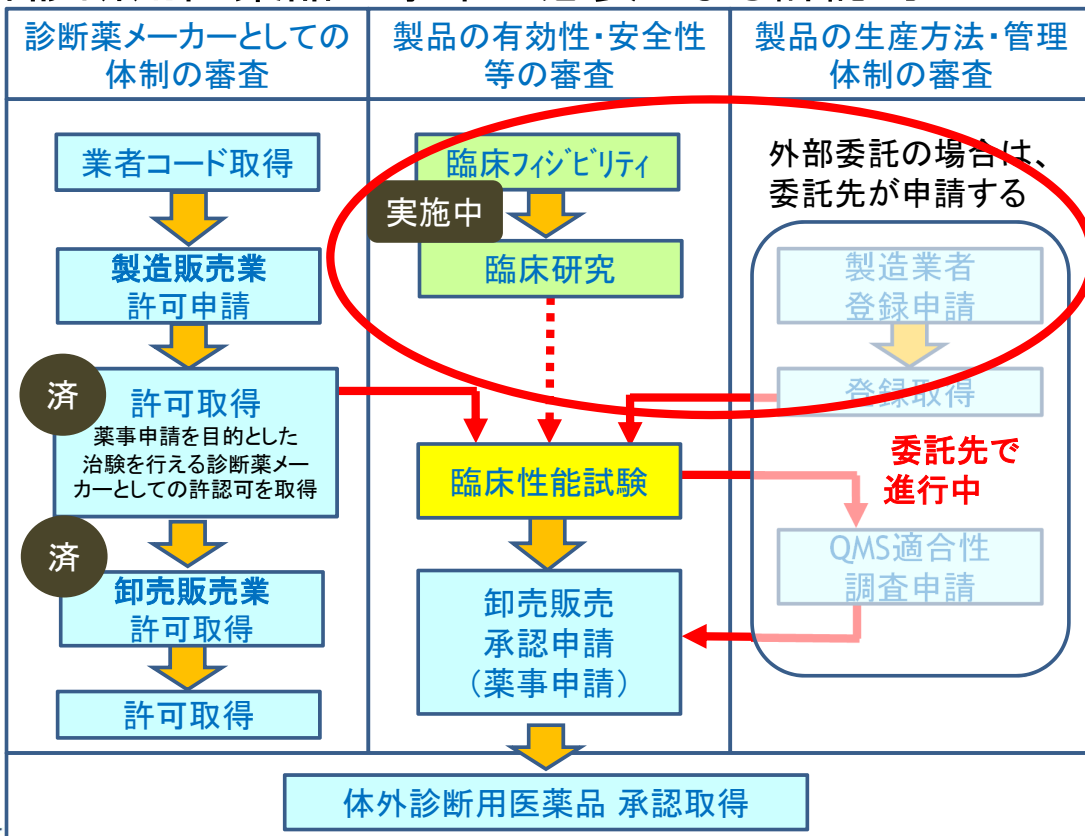 診断薬メーカーとしての
体制の審査
製品の有効性・安全性
等の審査
製品の生産方法・管理
体制の審査
業者コード取得
製造販売業
許可申請
済
許可取得
薬事申請を目的とした
治験を行える診断薬メー
カーとしての許認可を取得
済
卸売販売業
許可取得
許可取得
臨床フィジビリティ
実施中
臨床研究
臨床性能試験
卸売販売
承認申請
(薬事申請)
外部委託の場合は、
委託先が申請する
製造業者
登録申請
登録取得
委託先で
進行中
QMS適合性
調査申請
体外診断用医薬品 承認取得